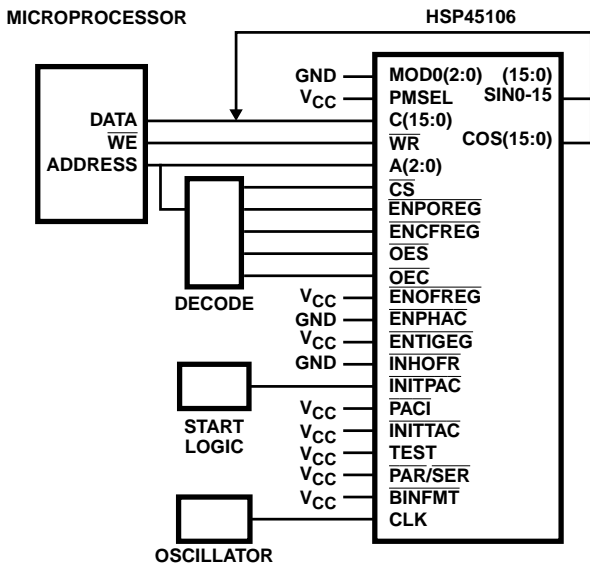 MICROPROCESSOR HSP45106
GND MOD0(2:0) (15:0)
VCC PMSEL SIN0-15
DATA C(15:0)
WE WR COS(15:0)
ADDRESS A(2:0)
CS
ENPOREG
ENCFREG
OES
OEC
DECODE
VCC ENOFREG
GND ENPHAC
VCC ENTIGEG
GND INHOFR
INITPAC
START
LOGIC
VCC PACI
VCC INITTAC
VCC TEST
VCC PAR/SER
VCC BINFMT
CLK
OSCILLATOR